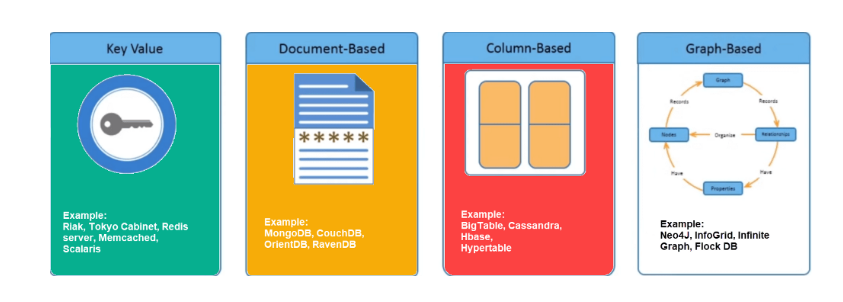 Key Value
Example:
Riak, Tokyo Cabinet, Redis
server, Memcached,
Scalaris
Document-Based
*****
Example:
MongoDB, CouchDB,
OrientDB, RavenDB
Column-Based
Example:
BigTable, Cassandra,
Hbase,
Hypertable
Graph-Based
Graph
Records
Records
Nodes
Organize
Relationships
Have
Have
Properties
Example:
Neo4J, InfoGrid, Infinite
Graph, Flock DB